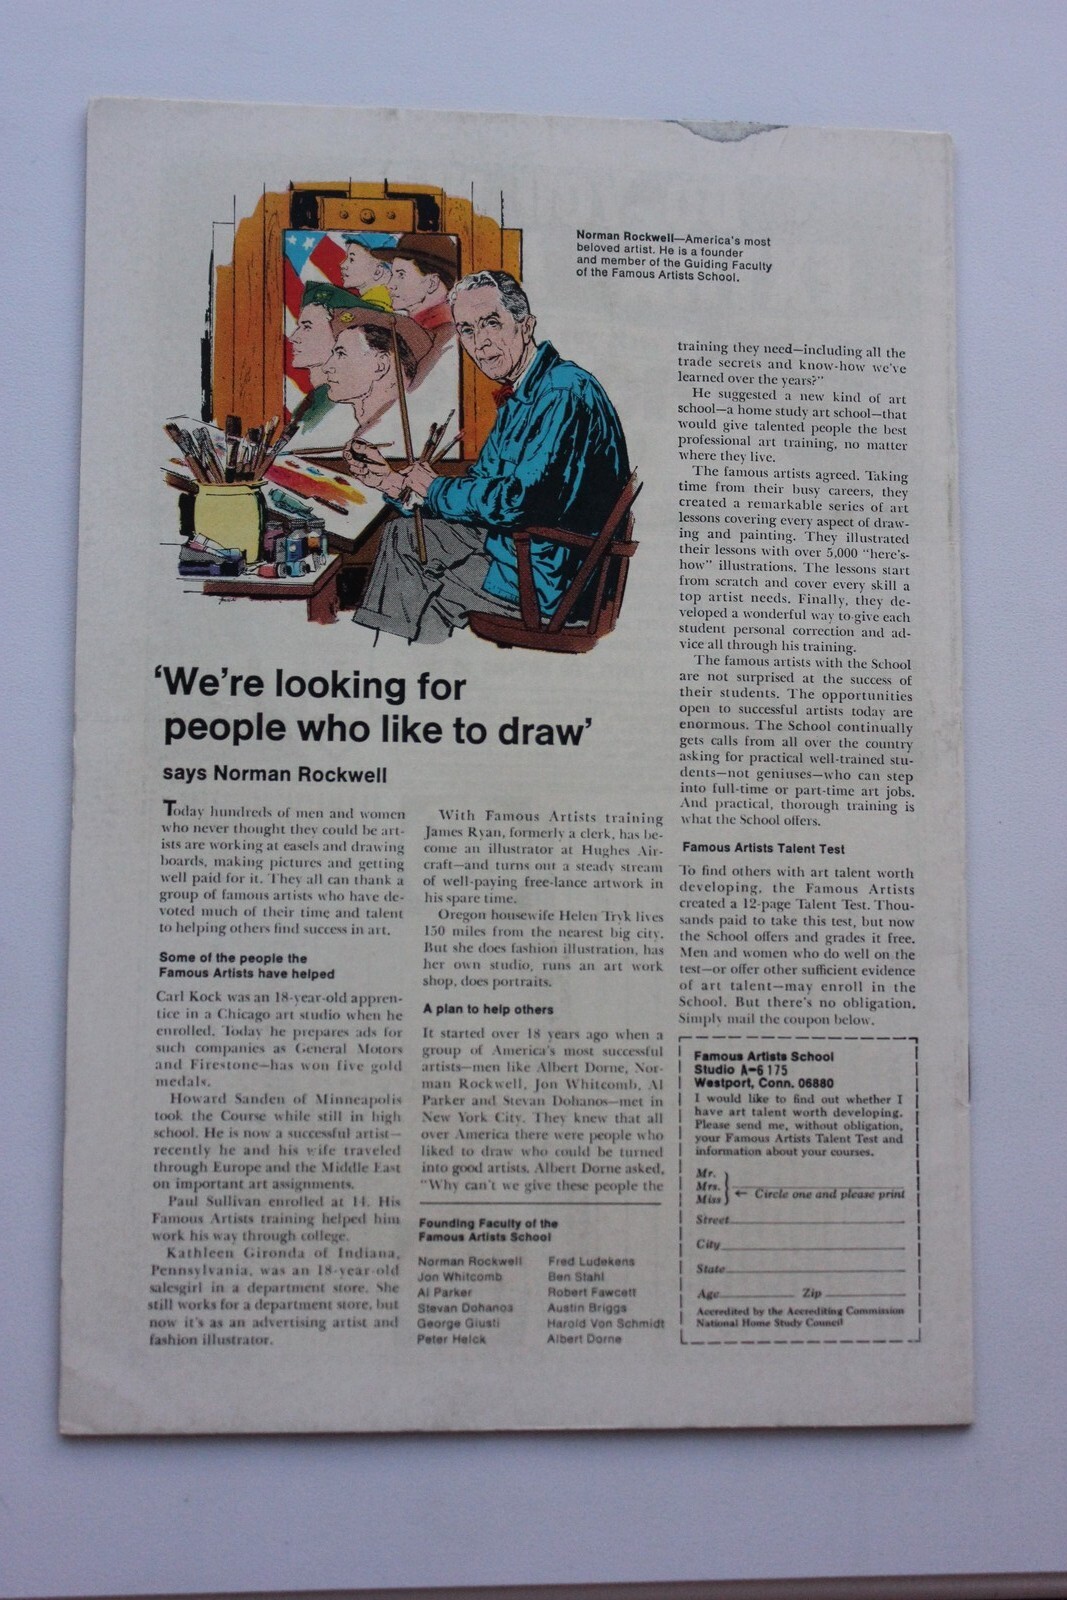 Norman Rockwell—America's most
beloved artist. He is a founder
and member of the Guiding Faculty
of the Famous Artists School.
'We're looking for
people who like to draw'
says Norman Rockwell
Today hundreds of men and women
who never thought they could be art-
ists are working at easels and drawing
boards, making pictures and getting
well paid for it. They all can thank a
group of famous artists who have de-
voted much of their time and talent
to helping others find success in art.
Some of the people the
Famous Artists have helped
Carl Kock was an 18-year-old appren-
tice in a Chicago art studio when he
enrolled. Today he prepares ads for
such companies as General Motors
and Firestone—has won five gold
medals.
Howard Sanden of Minneapolis
took the Course while still in high
school. He is now a successful artist—
recently he and his wife traveled
through Europe and the Middle East
on important art assignments.
Paul Sullivan enrolled at 14. His
Famous Artists training helped him
work his way through college.
Kathleen Gironda of Indiana,
Pennsylvania, was an 18-year-old
salesgirl in a department store. She
still works for a department store, but
now it's as an advertising artist and
fashion illustrator.
With Famous Artists training
James Ryan, formerly a clerk, has be-
come an illustrator at Hughes Air-
craft—and turns out a steady stream
of well-paying free-lance artwork in
his spare time.
Oregon housewife Helen Tryk lives
150 miles from the nearest big city.
But she does fashion illustration, has
her own studio, runs an art work
shop, does portraits.
A plan to help others
It started over 18 years ago when a
group of America's most successful
artists—men like Albert Dorne, Nor-
man Rockwell, Jon Whitcomb, Al
Parker and Stevan Dohanos—met in
New York City. They knew that all
over America there were people who
liked to draw who could be turned
into good artists. Albert Dorne asked,
"Why can't we give these people the
Founding Faculty of the
Famous Artists School
Norman Rockwell
Jon Whitcomb
Al Parker
Stevan Dohanos
George Giusti
Peter Helck
Fred Ludekens
Ben Stahl
Robert Fawcett
Austin Briggs
Harold Von Schmidt
Albert Dorne
training they need—including all the
trade secrets and know-how we've
learned over the years?"
He suggested a new kind of art
school—a home study art school—that
would give talented people the best
professional art training, no matter
where they live.
The famous artists agreed. Taking
time from their busy careers, they
created a remarkable series of art
lessons covering every aspect of draw-
ing and painting. They illustrated
their lessons with over 5,000 "here's-
how" illustrations. The lessons start
from scratch and cover every skill a
top artist needs. Finally, they de-
veloped a wonderful way to give each
student personal correction and ad-
vice all through his training.
The famous artists with the School
are not surprised at the success of
their students. The opportunities
open to successful artists today are
enormous. The School continually
gets calls from all over the country
asking for practical well-trained stu-
dents—not geniuses—who can step
into full-time or part-time art jobs.
And practical, thorough training is
what the School offers.
Famous Artists Talent Test
To find others with art talent worth
developing, the Famous Artists
created a 12-page Talent Test. Thou-
sands paid to take this test, but now
the School offers and grades it free.
Men and women who do well on the
test—or offer other sufficient evidence
of art talent—may enroll in the
School. But there's no obligation.
Simply mail the coupon below.
Famous Artists School
Studio A-6175
Westport, Conn. 06880
I would like to find out whether I
have art talent worth developing.
Please send me, without obligation,
your Famous Artists Talent Test and
information about your courses.
Mr.
Mrs.
Miss
← Circle one and please print
Street
City
State
Age Zip
Accredited by the Accrediting Commission
National Home Study Council